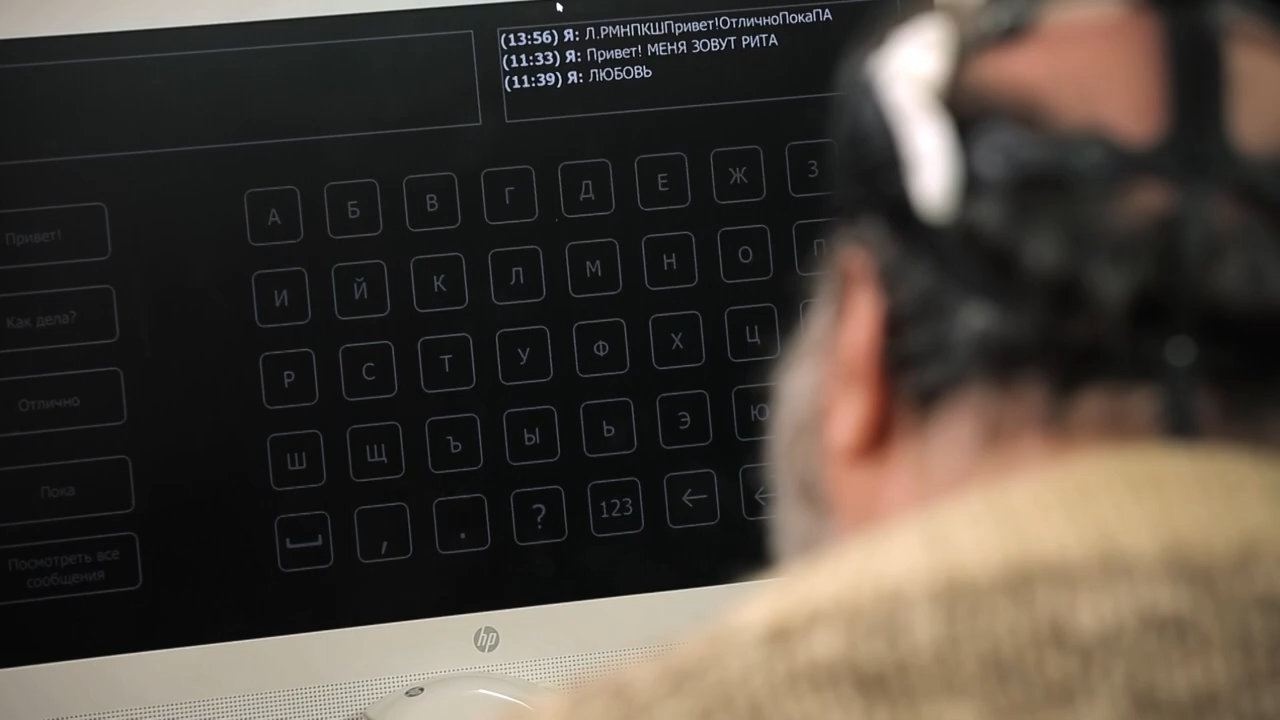 (13:56) Я: Л.РМНПКШПривет!ОтличноПокаПА
(11:33) Я: Привет! МЕНЯ ЗОВУТ РИТА
(11:39) Я: ЛЮБОВЬ
А Б В Г Д Е Ж З
Привет!
И Й К Л М Н О П
Как дела?
Р С Т У Ф Х Ц
Отлично
Ш Щ Ъ Ы Ь Э Ю
Пока
, . ? 123 ← ←
Посмотреть все
сообщения
hp